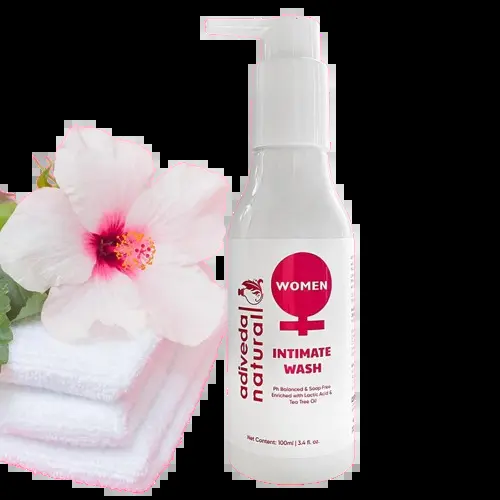 adiveda
natural
WOMEN
INTIMATE
WASH
Ph Balanced & Soap Free
Enriched with Lactic Acid &
Tea Tree Oil
Net Content: 100ml | 3.4 fl. oz.